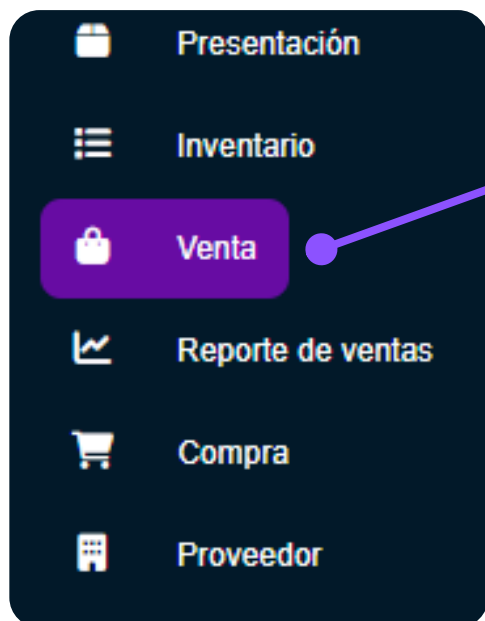 Presentación
Inventario
Venta
Reporte de ventas
Compra
Proveedor